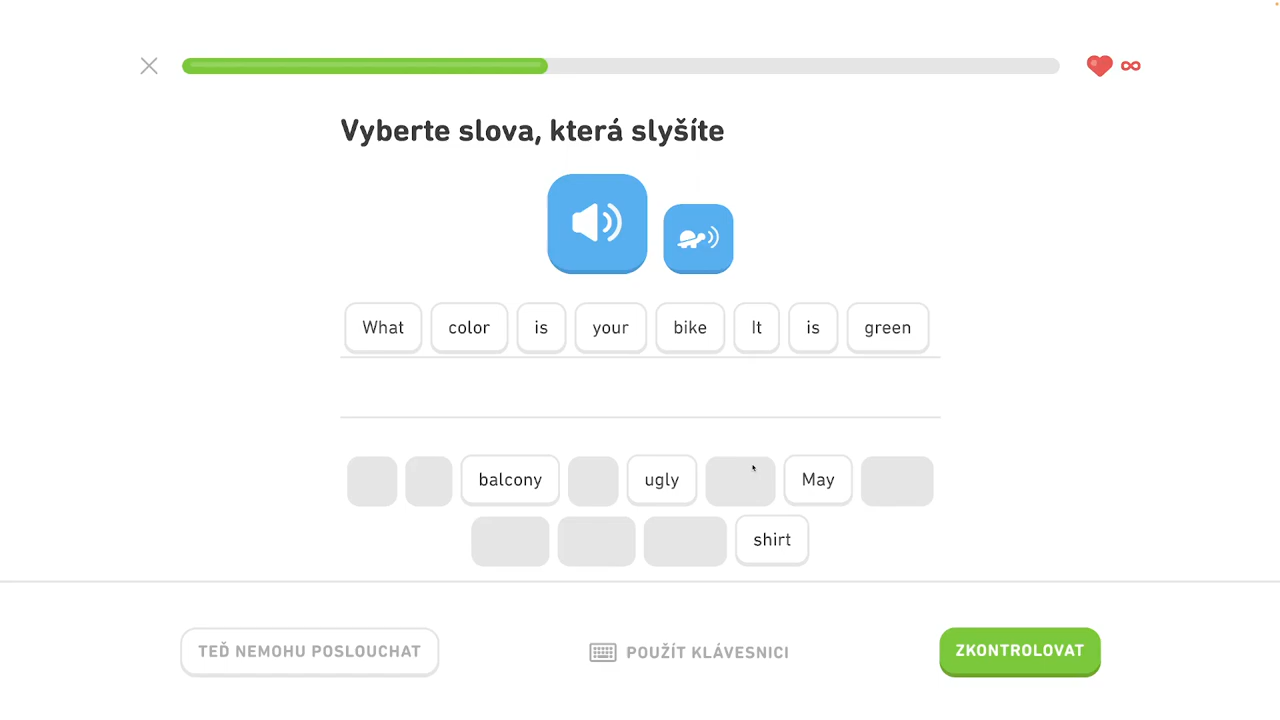 Vyberte slova, která slyšíte
What color is your bike It is green
balcony ugly May
shirt
TEĎ NEMOHU POSLOUCHAT POUŽÍT KLÁVESNICI ZKONTROLOVAT